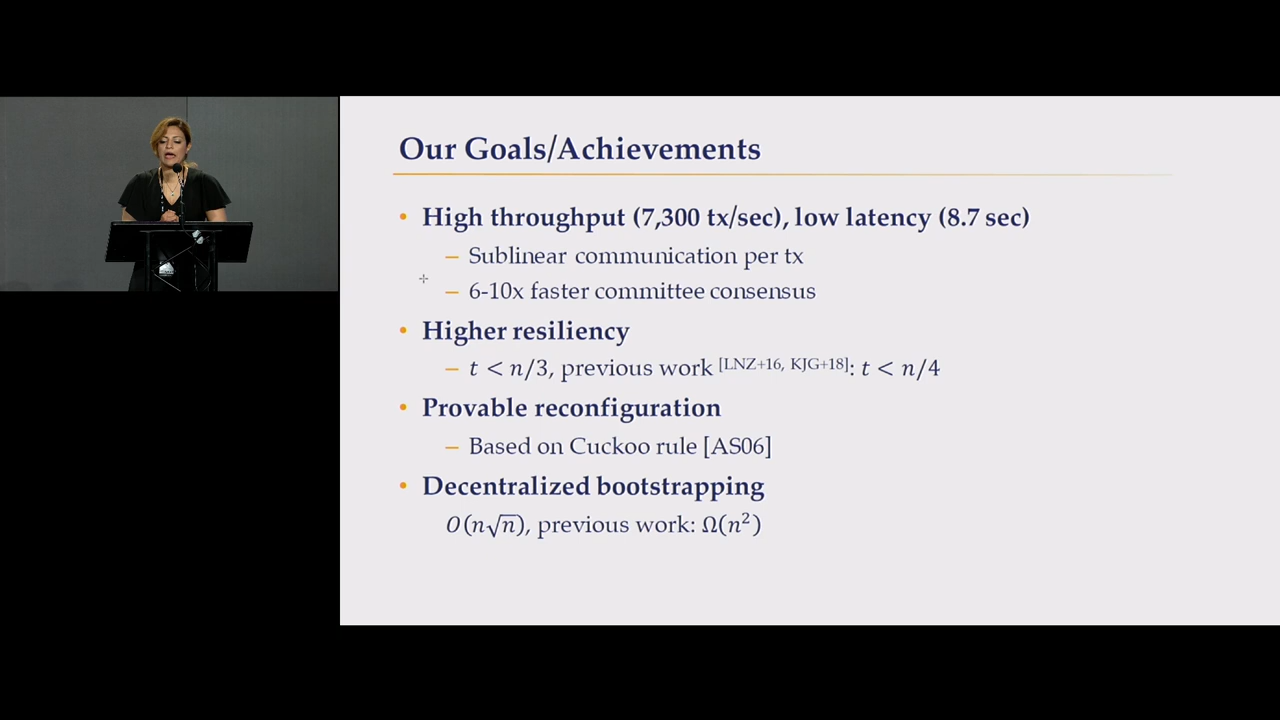 Our Goals/Achievements
• High throughput (7,300 tx/sec), low latency (8.7 sec)
– Sublinear communication per tx
– 6-10x faster committee consensus
• Higher resiliency
– t < n/3, previous work [LNZ+16, KJG+18]: t < n/4
• Provable reconfiguration
– Based on Cuckoo rule [AS06]
• Decentralized bootstrapping
O(n√n), previous work: Ω(n²)